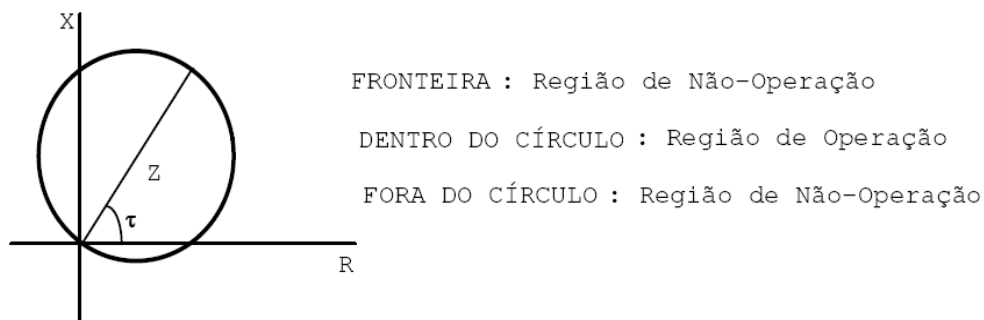 X
FRONTEIRA : Região de Não-Operação
DENTRO DO CÍRCULO : Região de Operação
Z
FORA DO CÍRCULO : Região de Não-Operação
τ
R